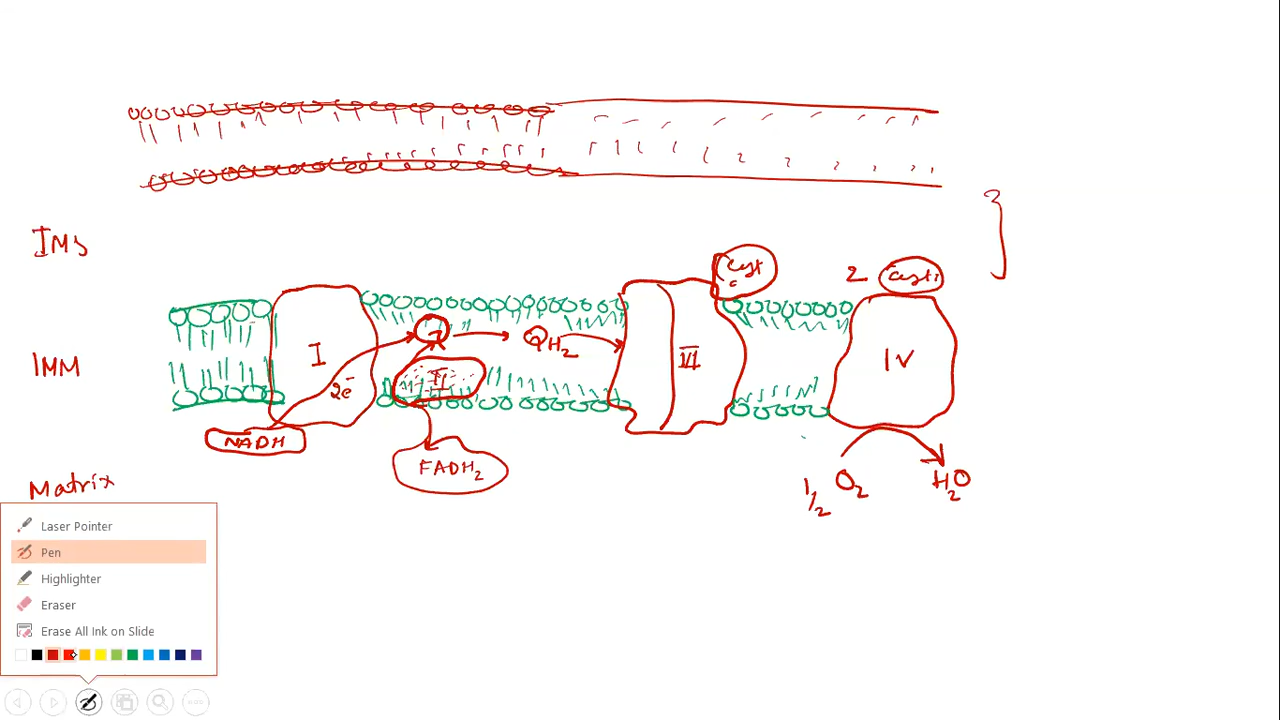 IMS
Cyt
c
2 Cyt c
I
Q
QH2
III
IV
IMM
II
2e-
NADH
FADH2
Matrix
1/2 O2
H2O
Laser Pointer
Pen
Highlighter
Eraser
Erase All Ink on Slide